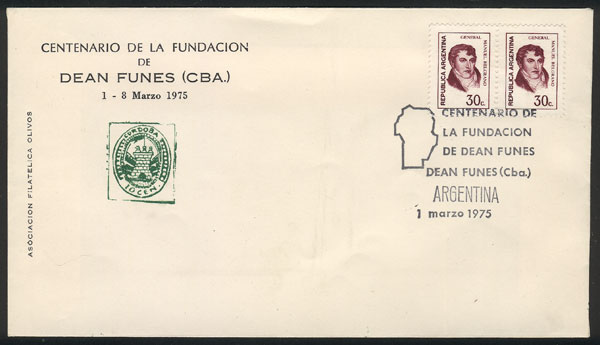 CENTENARIO DE LA FUNDACION
DE
DEAN FUNES (CBA.)
1 - 8 Marzo 1975
ASOCIACION FILATELICA OLIVOS
CORDOBA
10 CEN.
REPUBLICA ARGENTINA
GENERAL
MANUEL BELGRANO
30c.
REPUBLICA ARGENTINA
GENERAL
MANUEL BELGRANO
30c.
CENTENARIO DE
LA FUNDACION
DE DEAN FUNES
DEAN FUNES (Cba.)
ARGENTINA
1 marzo 1975